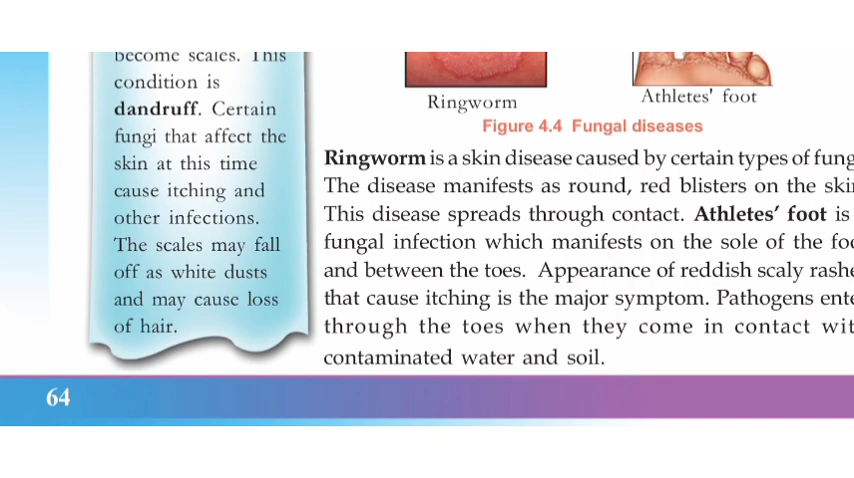 become scales. This
condition is
dandruff. Certain
fungi that affect the
skin at this time
cause itching and
other infections.
The scales may fall
off as white dusts
and may cause loss
of hair.
Ringworm
Athletes' foot
Figure 4.4 Fungal diseases
Ringworm is a skin disease caused by certain types of fung
The disease manifests as round, red blisters on the skin
This disease spreads through contact. Athletes' foot is
fungal infection which manifests on the sole of the foo
and between the toes. Appearance of reddish scaly rashe
that cause itching is the major symptom. Pathogens ente
through the toes when they come in contact wit
contaminated water and soil.
64